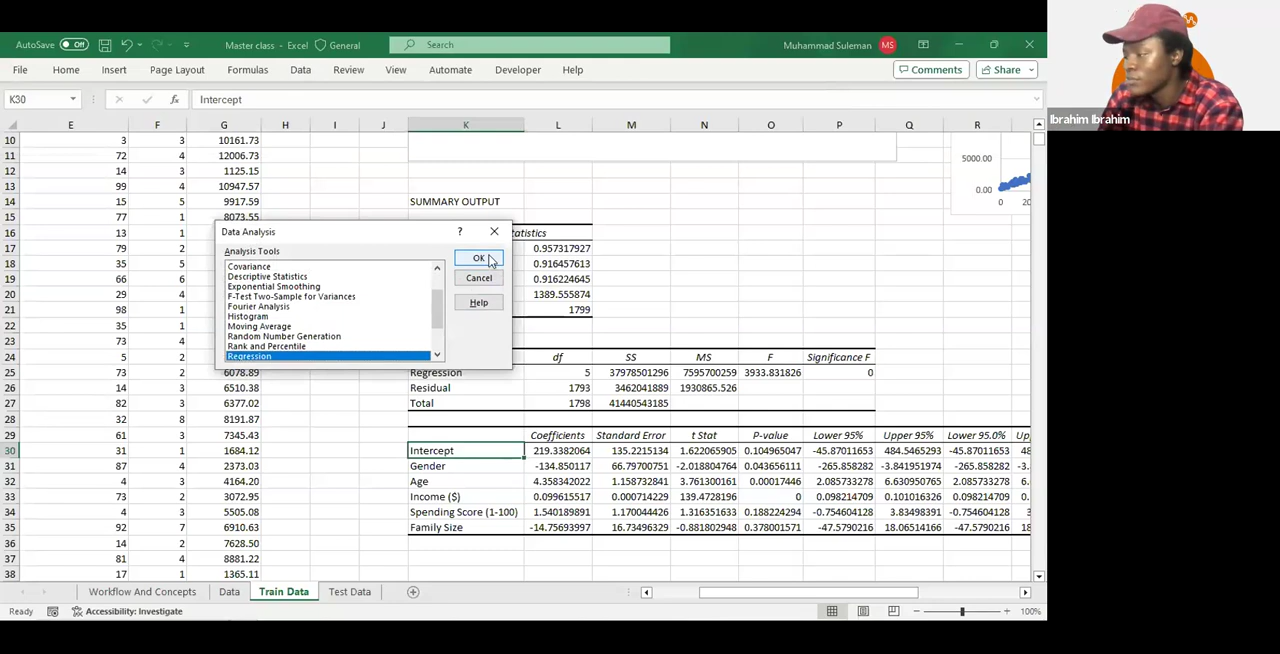 AutoSave Off Master class - Excel General Search Muhammad Suleman MS
File Home Insert Page Layout Formulas Data Review View Automate Developer Help Comments Share
K30 fx Intercept
E F G H I J K L M N O P Q R
10 3 3 10161.73
11 72 4 12006.73 5000.00
12 14 3 1125.15
13 99 4 10947.57 0.00
14 15 5 9917.59 SUMMARY OUTPUT 0 20
15 77 1 8073.55
Data Analysis ?
16 13 1 tatistics
Analysis Tools
17 79 2 0.957317927
OK
Covariance
18 35 5 0.916457613
Descriptive Statistics
Cancel
19 66 6 0.916224645
Exponential Smoothing
F-Test Two-Sample for Variances
20 29 4 1389.555874
Help
Fourier Analysis
21 98 1 1799
Histogram
22 35 1
Moving Average
Random Number Generation
23 73 4
Rank and Percentile
24 5 2 df SS MS F Significance F
Regression
25 73 2 6078.89 Regression 5 37978501296 7595700259 3933.831826 0
26 14 3 6510.38 Residual 1793 3462041889 1930865.526
27 82 3 6377.02 Total 1798 41440543185
28 32 8 8191.87
29 61 3 7345.43 Coefficients Standard Error t Stat P-value Lower 95% Upper 95% Lower 95.0% Up
30 31 1 1684.12 Intercept 219.3382064 135.2215134 1.622065905 0.104965047 -45.87011653 484.5465293 -45.87011653 48
31 87 4 2373.03 Gender -134.850117 66.79700751 -2.018804764 0.043656111 -265.858282 -3.841951974 -265.858282 -3.
32 72 4 4164.20 Age 4.358342022 1.158732841 3.761300161 0.00017446 2.085733278 6.630950765 2.085733278 6.
33 73 2 3072.95 Income ($) 0.099615517 0.000714229 139.4728196 0 0.098214709 0.101016326 0.098214709 0.
34 4 3 5505.08 Spending Score (1-100) 1.540189891 1.170044426 1.316351633 0.188224294 -0.754604128 3.83498391 -0.754604128 3
35 92 7 6910.63 Family Size -14.75693997 16.73496329 -0.881802948 0.378001571 -47.5790216 18.06514166 -47.5790216 18
36 14 2 7628.50
37 81 4 8881.22
38 17 1 1365.11
Workflow And Concepts Data Train Data Test Data
Ready Accessibility: Investigate 100%
Ibrahim Ibrahim